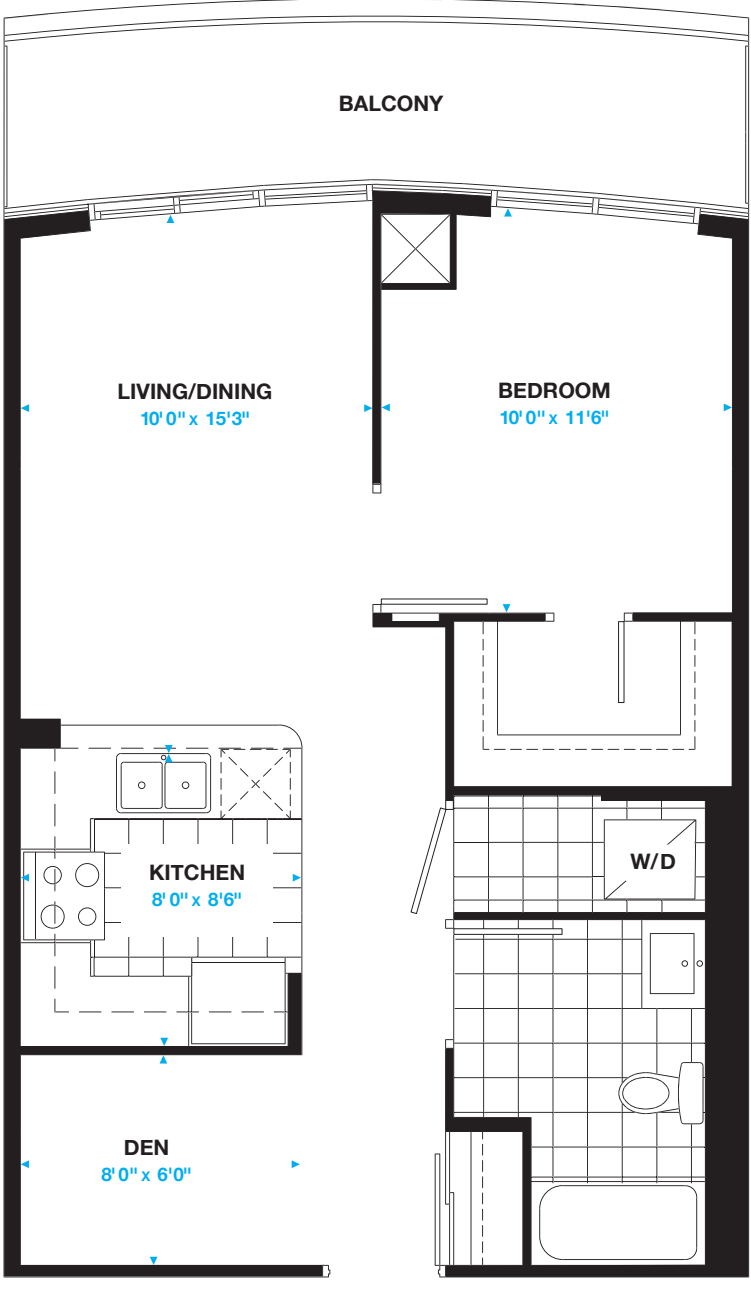 BALCONY
LIVING/DINING
10'0" x 15'3"
BEDROOM
10'0" x 11'6"
KITCHEN
8'0" x 8'6"
W/D
DEN
8'0" x 6'0"